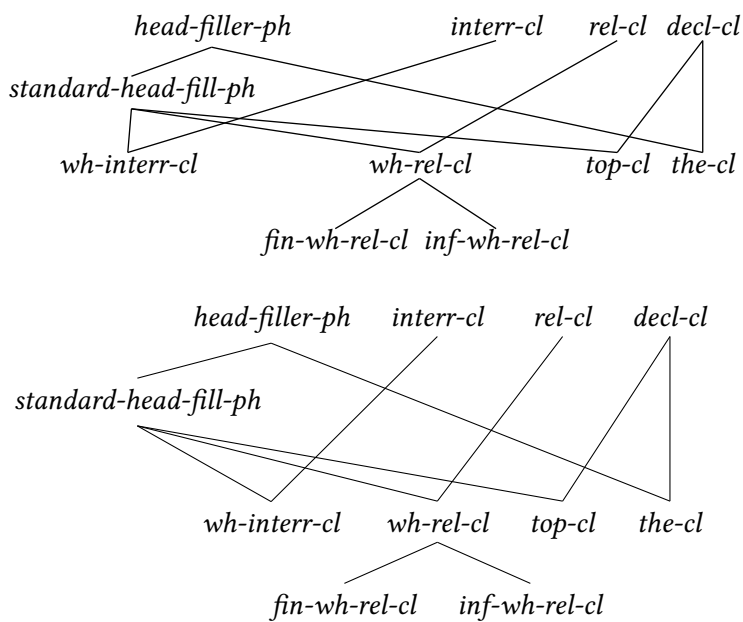 head-filler-ph interr-cl rel-cl decl-cl
standard-head-fill-ph
wh-interr-cl wh-rel-cl top-cl the-cl
fin-wh-rel-cl inf-wh-rel-cl
head-filler-ph interr-cl rel-cl decl-cl
standard-head-fill-ph
wh-interr-cl wh-rel-cl top-cl the-cl
fin-wh-rel-cl inf-wh-rel-cl